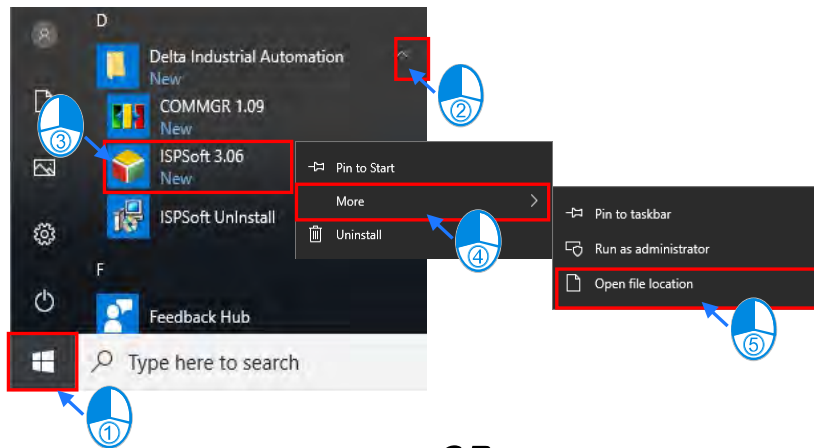 D
Delta Industrial Automation
New
②
COMMGR 1.09
New
③
ISPSoft 3.06
New
Pin to Start
More
④
ISPSoft UnInstall
Uninstall
Pin to taskbar
Run as administrator
Open file location
⑤
F
Feedback Hub
Type here to search
①